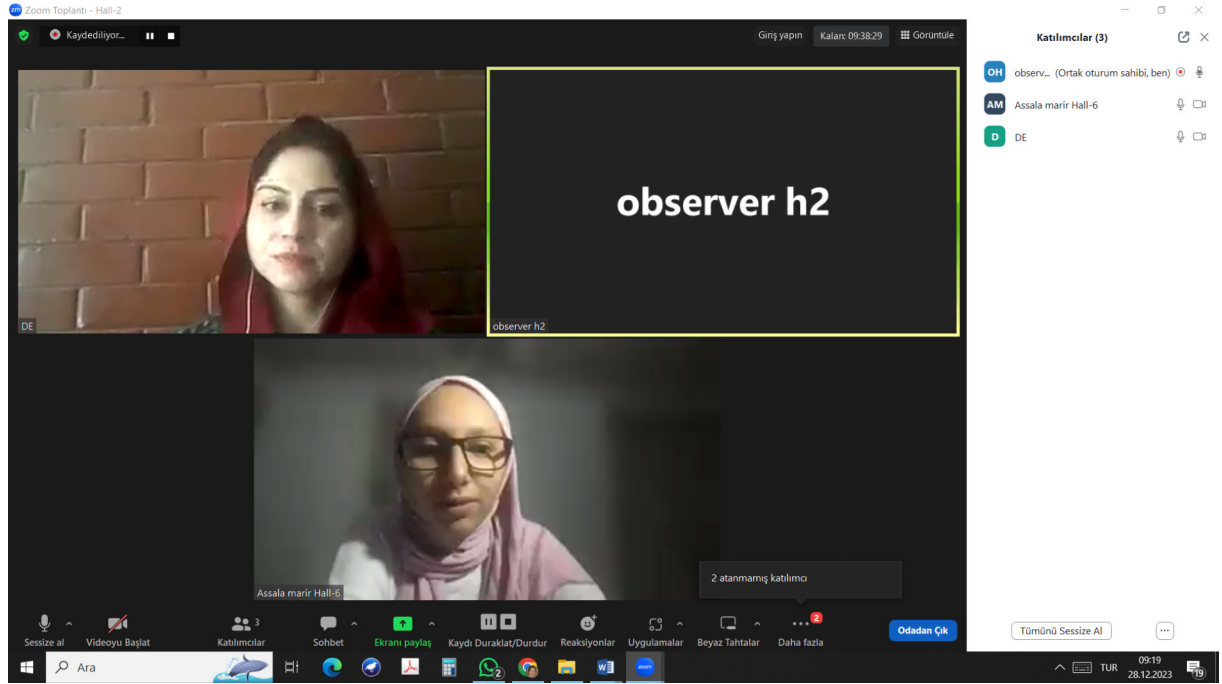 zm Zoom Toplantı - Hall-2
Kaydediliyor...
Giriş yapın
Kalan: 09:38:29
Görüntüle
DE
observer h2
observer h2
Assala marir Hall-6
2 atanmamış katılımcı
Sessize al
Videoyu Başlat
3
Katılımcılar
Sohbet
Ekranı paylaş
Kaydı Duraklat/Durdur
Reaksiyonlar
Uygulamalar
Beyaz Tahtalar
2
Daha fazla
Odadan Çık
Katılımcılar (3)
OH observ... (Ortak oturum sahibi, ben)
AM Assala marir Hall-6
D DE
Tümünü Sessize Al
Ara
2
W
zoom
TUR
09:19
28.12.2023
19